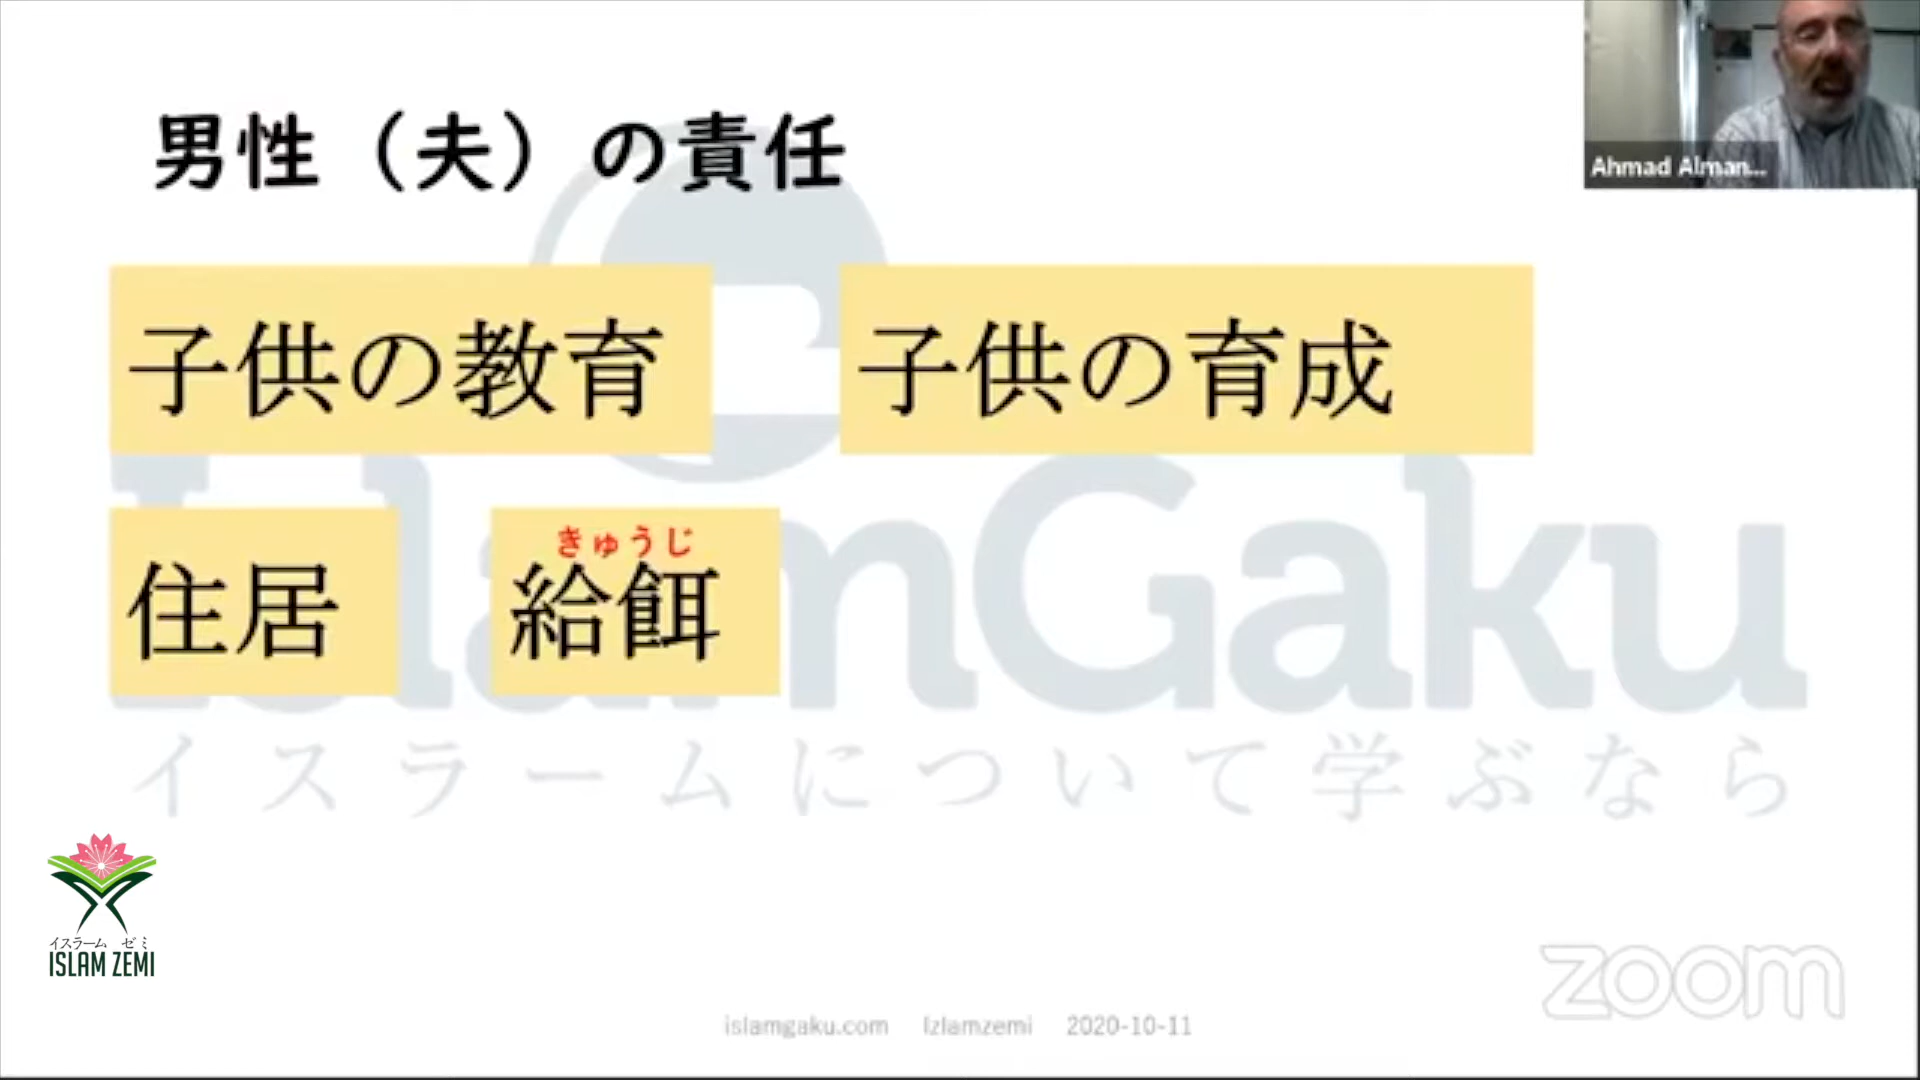 男性（夫）の責任
Ahmad Alman...
子供の教育
子供の育成
きゅうじ
住居
給餌
IslamGaku
イスラームについて学ぶなら
イスラーム ゼミ
ISLAM ZEMI
zoom
islamgaku.com Izlamzemi 2020-10-11